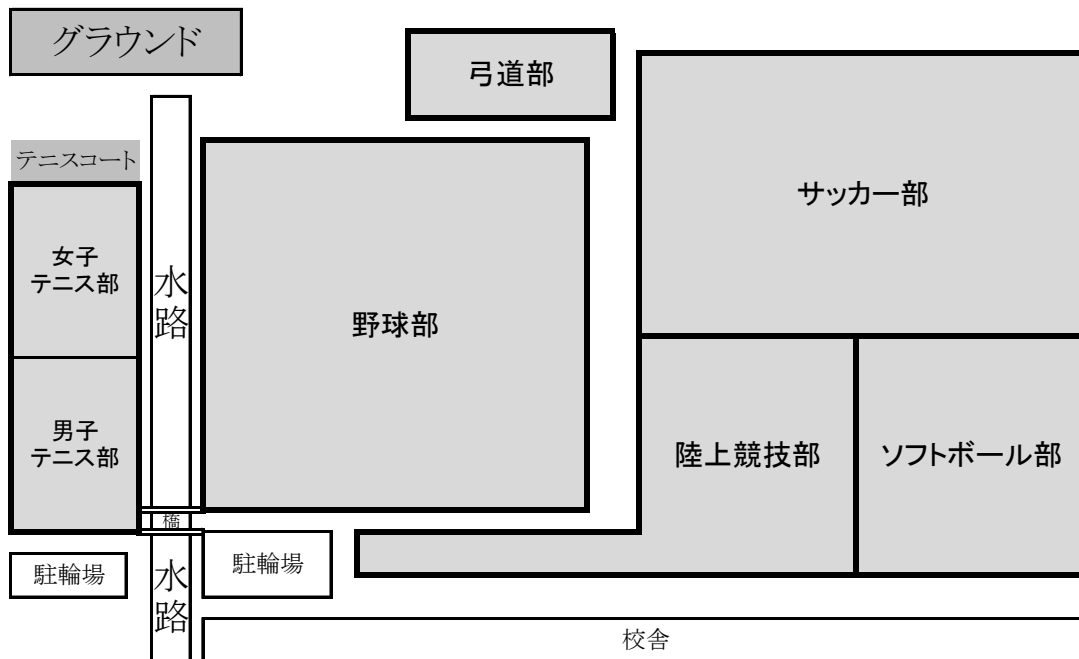 グラウンド
弓道部
サッカー部
テニスコート
女子
テニス部
水
路
野球部
男子
テニス部
陸上競技部
ソフトボール部
橋
駐輪場
水
路
駐輪場
校舎